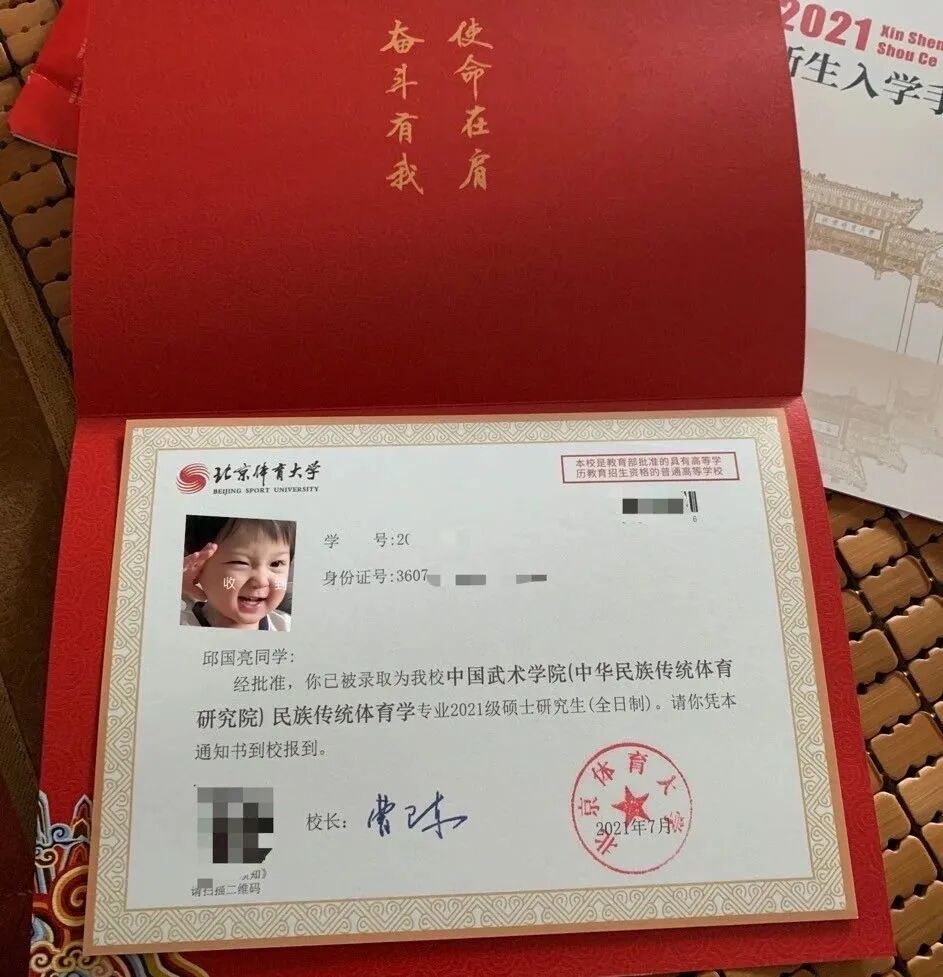 使命在肩
奋斗有我
2021 Xin Shen
Shou Ce
新生入学手
北京体育大学
BEIJING SPORT UNIVERSITY
本校是教育部批准的具有高等学
历教育招生资格的普通高等学校
6
学 号:20
身份证号:3607
收 到
邱国亮同学:
经批准，你已被录取为我校中国武术学院(中华民族传统体育
研究院) 民族传统体育学专业2021级硕士研究生(全日制)。请你凭本
通知书到校报到。
校长:
北京体育大学
2021年7月
须知》
请扫描二维码